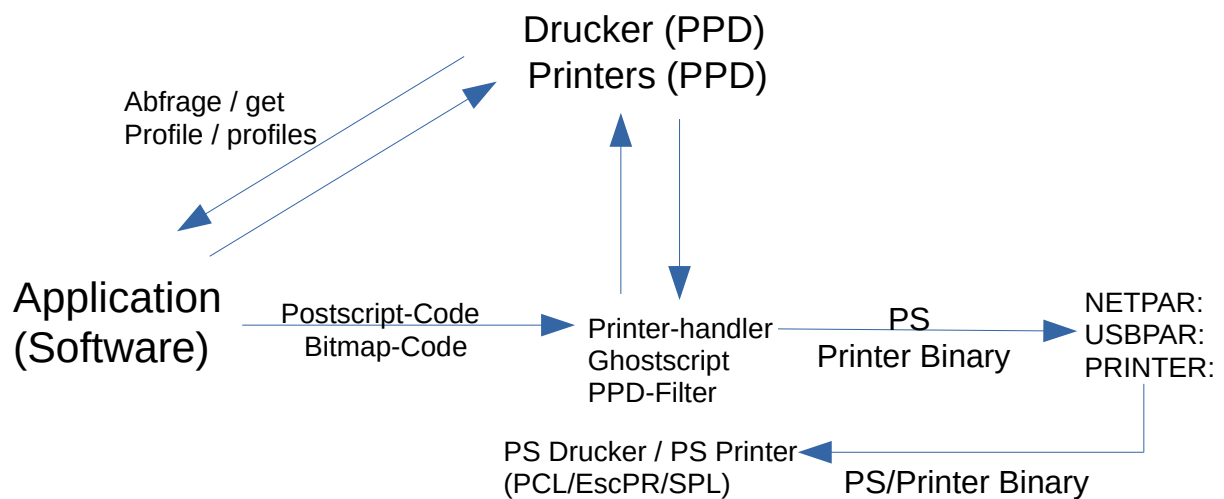 Drucker (PPD)
Printers (PPD)
Abfrage / get
Profile / profiles
Application
(Software)
Postscript-Code
Bitmap-Code
Printer-handler
Ghostscript
PPD-Filter
PS
Printer Binary
NETPAR:
USBPAR:
PRINTER:
PS Drucker / PS Printer
(PCL/EscPR/SPL)
PS/Printer Binary